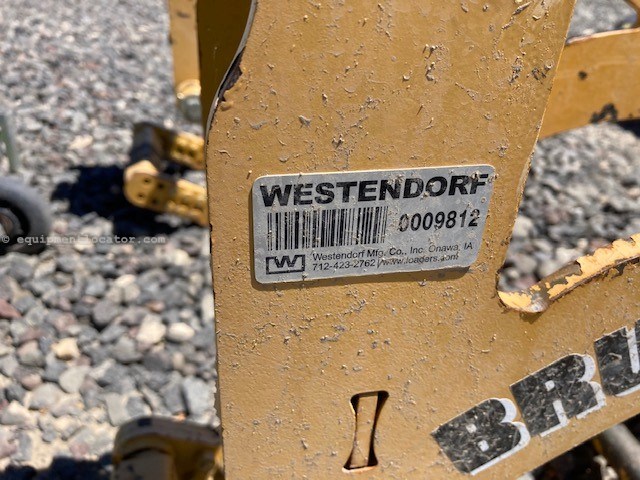 WESTENDORF
0009812
W Westendorf Mfg. Co., Inc. Onawa, IA
712-423-2762 www.loaders.com
© equipmentlocator.com
BRU